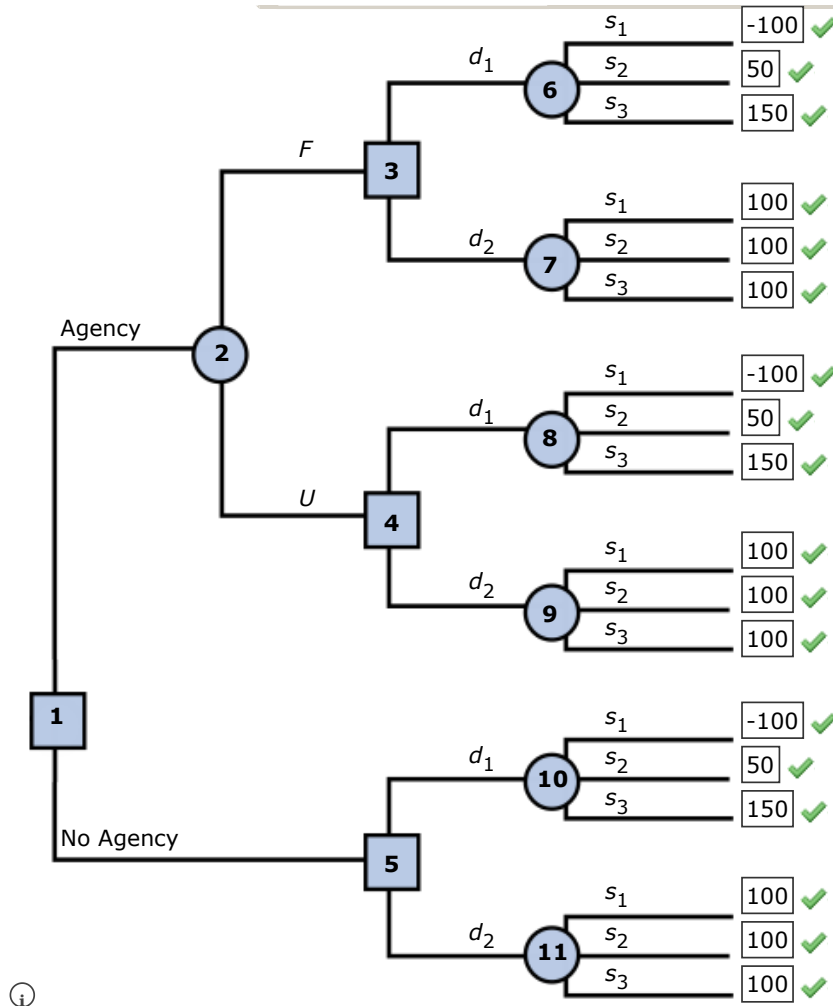 s1 -100
d1 6 s2 50
s3 150
F 3
s1 100
d2 7 s2 100
s3 100
Agency 2
s1 -100
d1 8 s2 50
s3 150
U 4
s1 100
d2 9 s2 100
s3 100
1
s1 -100
d1 10 s2 50
s3 150
No Agency 5
s1 100
d2 11 s2 100
s3 100
i